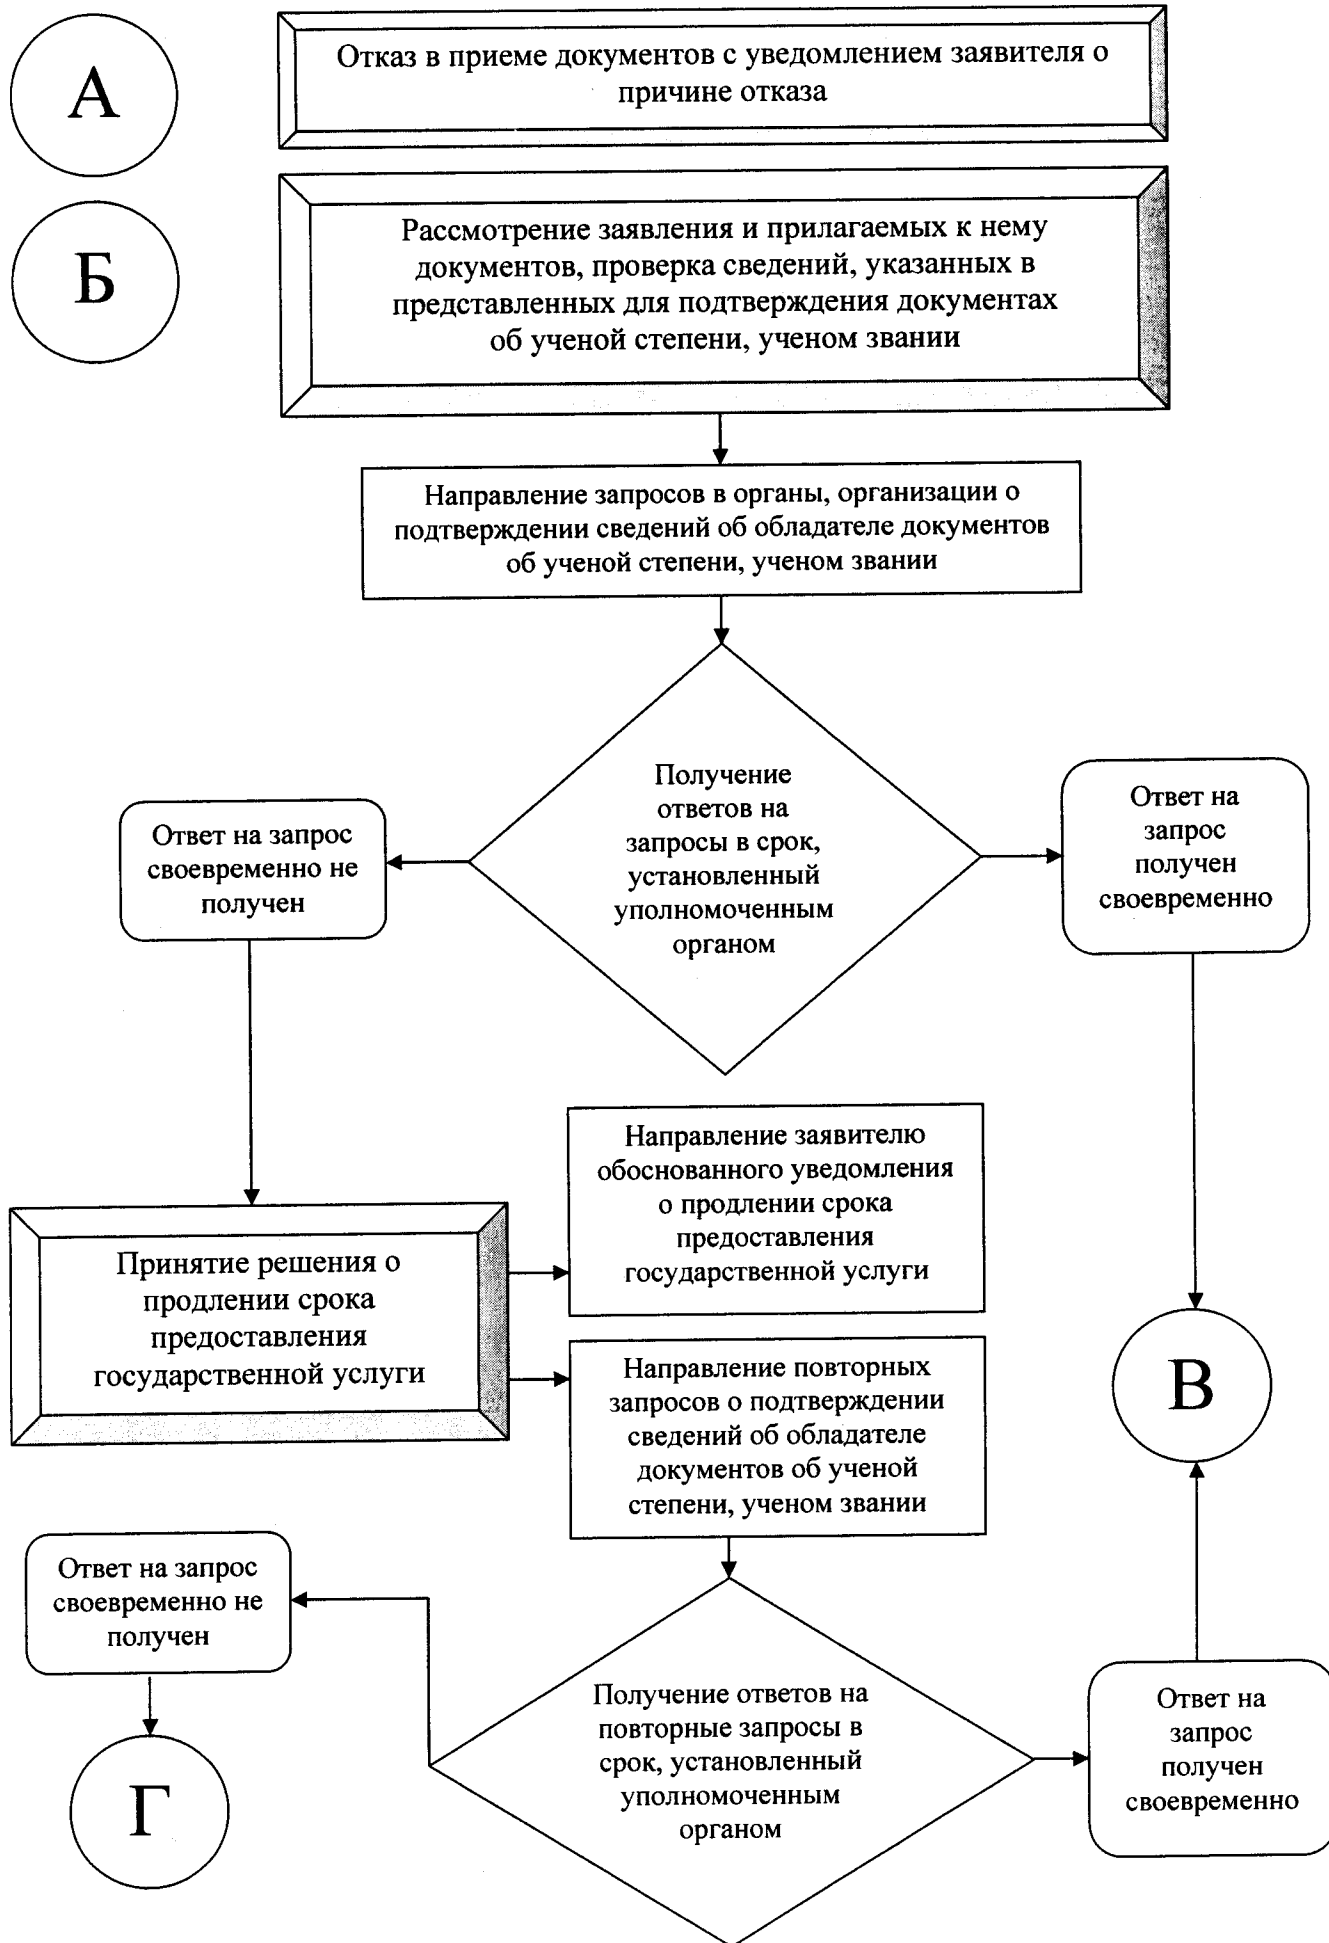 А
Отказ в приеме документов с уведомлением заявителя о
причине отказа
Б
Рассмотрение заявления и прилагаемых к нему
документов, проверка сведений, указанных в
представленных для подтверждения документах
об ученой степени, ученом звании
Направление запросов в органы, организации о
подтверждении сведений об обладателе документов
об ученой степени, ученом звании
Получение
ответов на
запросы в срок,
установленный
уполномоченным
органом
Ответ на запрос
своевременно не
получен
Ответ на
запрос
получен
своевременно
Направление заявителю
обоснованного уведомления
о продлении срока
предоставления
государственной услуги
Принятие решения о
продлении срока
предоставления
государственной услуги
Направление повторных
запросов о подтверждении
сведений об обладателе
документов об ученой
степени, ученом звании
В
Ответ на запрос
своевременно не
получен
Получение ответов на
повторные запросы в
срок, установленный
уполномоченным
органом
Ответ на
запрос
получен
своевременно
Г